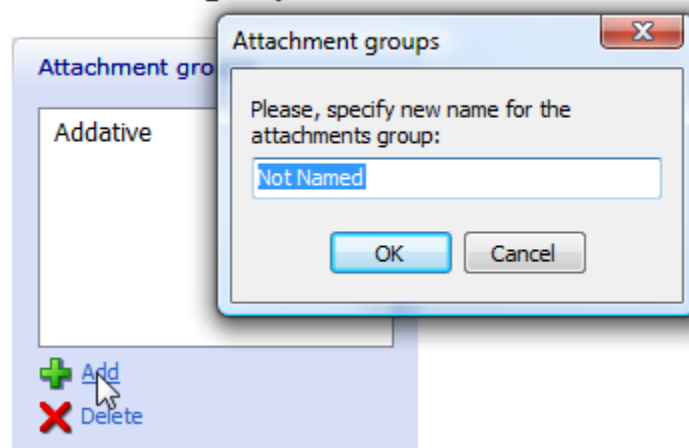 Attachment groups
Attachment gro
Please, specify new name for the
attachments group:
Addative
Not Named
OK Cancel
Add
Delete